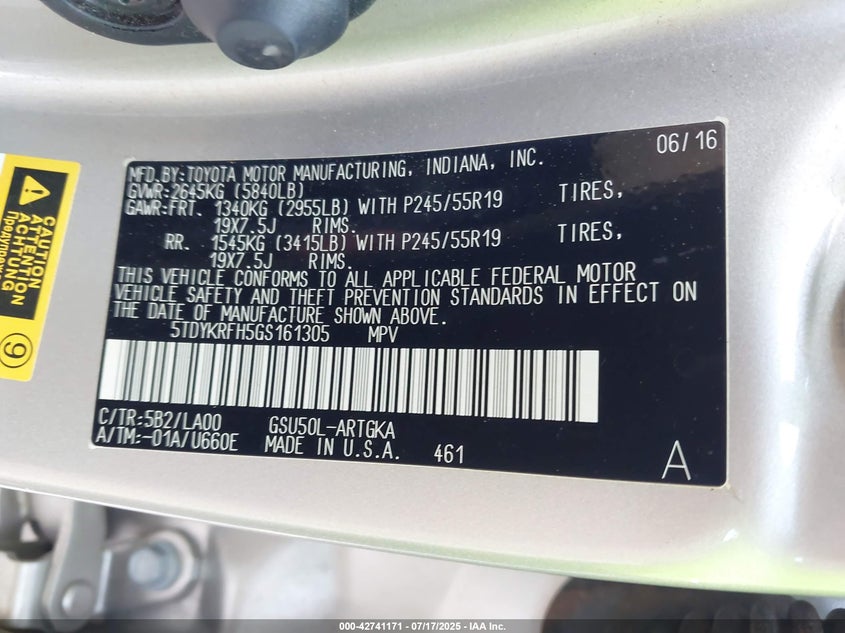 06/16
MFD.BY:TOYOTA MOTOR MANUFACTURING, INDIANA, INC.
GVWR:2645KG (5840LB)
GAWR:FRT. 1340KG (2955LB) WITH P245/55R19 TIRES,
19X7.5J RIMS.
RR. 1545KG (3415LB) WITH P245/55R19 TIRES,
19X7.5J RIMS.
THIS VEHICLE CONFORMS TO ALL APPLICABLE FEDERAL MOTOR
VEHICLE SAFETY AND THEFT PREVENTION STANDARDS IN EFFECT ON
THE DATE OF MANUFACTURE SHOWN ABOVE.
5TDYKRFH5GS161305 MPV
C/TR:5B2/LA00 GSU50L-ARTGKA
A/TM:-01A/U660E MADE IN U.S.A. 461
A
CAUTION
ATTENTION
ACHTUNG
9
000-42741171 - 07/17/2025 - IAA Inc.